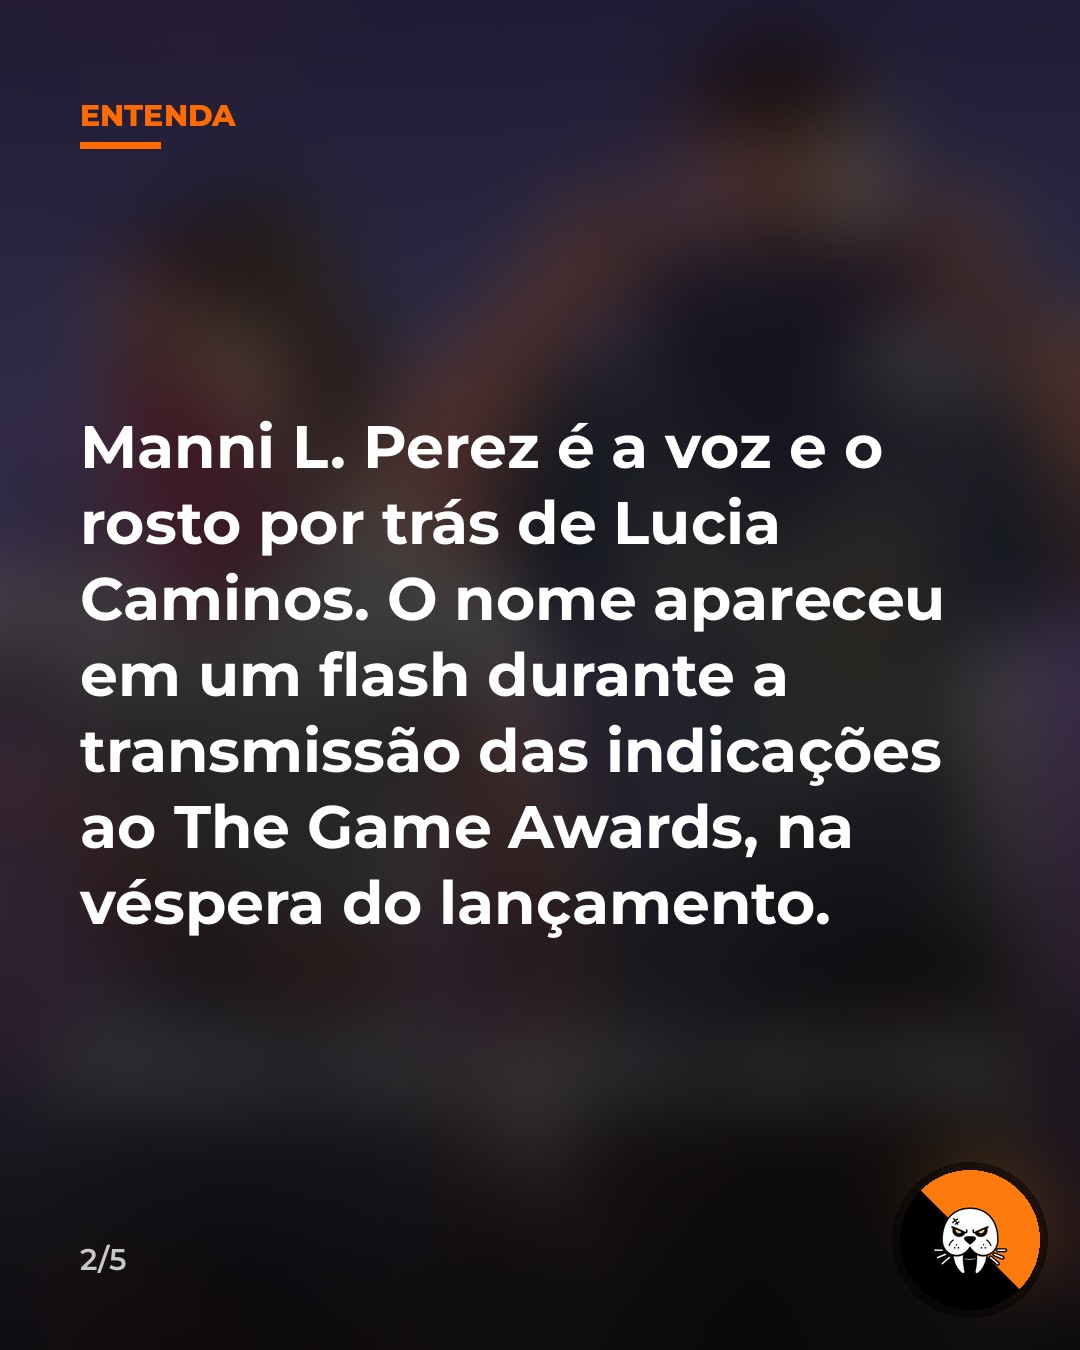 ENTENDA
Manni L. Perez é a voz e o
rosto por trás de Lucia
Caminos. O nome apareceu
em um flash durante a
transmissão das indicações
ao The Game Awards, na
véspera do lançamento.
2/5